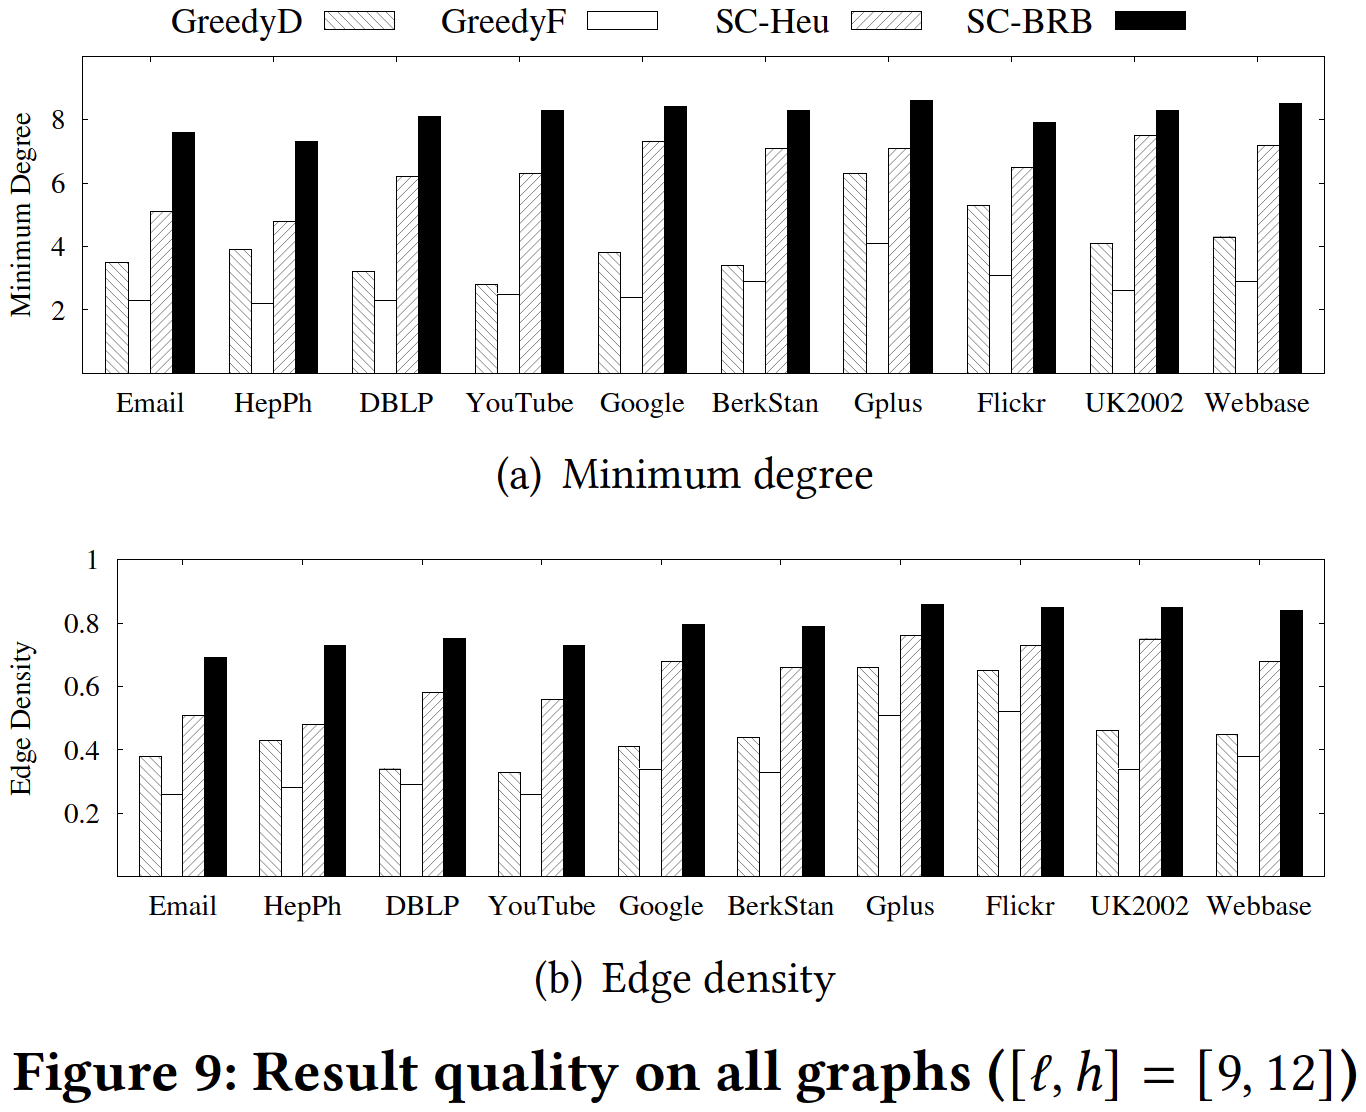 GreedyD GreedyF SC-Heu SC-BRB
Minimum Degree
8
6
4
2
Email HepPh DBLP YouTube Google BerkStan Gplus Flickr UK2002 Webbase
(a) Minimum degree
Edge Density
1
0.8
0.6
0.4
0.2
Email HepPh DBLP YouTube Google BerkStan Gplus Flickr UK2002 Webbase
(b) Edge density
Figure 9: Result quality on all graphs ([ℓ, h] = [9, 12])